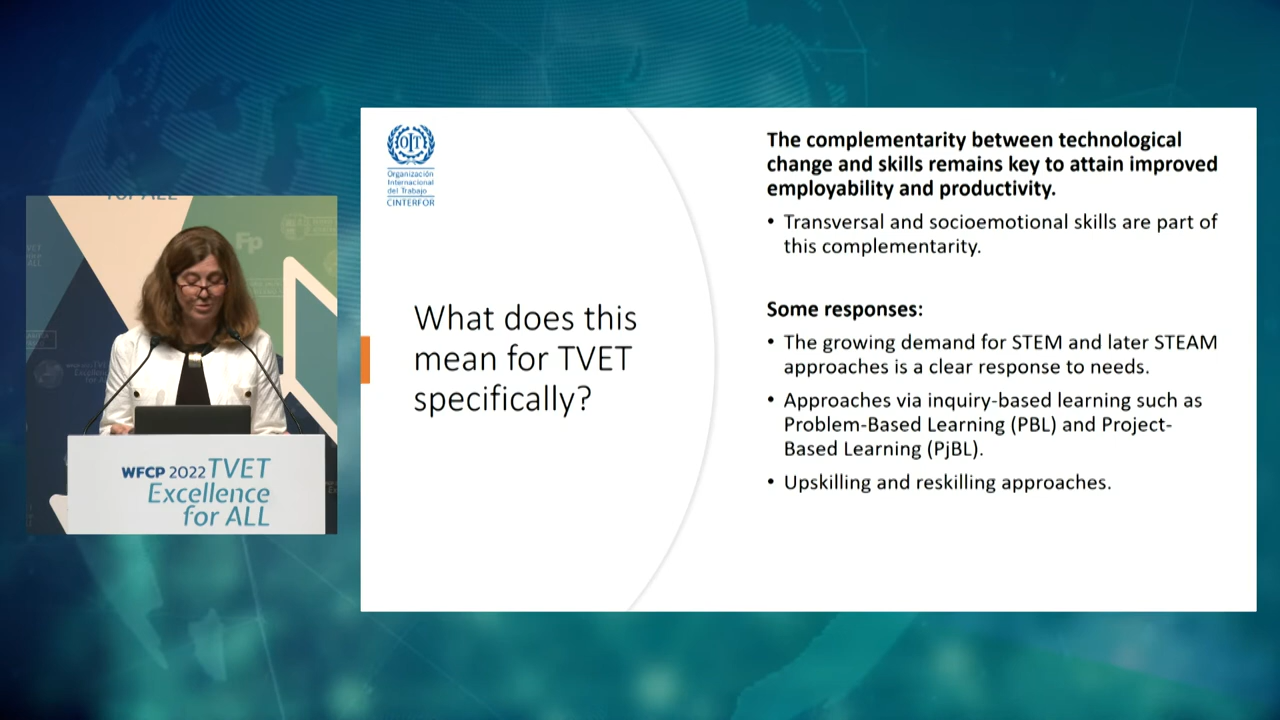 for ALL
Fp
WFCP 2022 TVET
Excellence
for ALL
OIT
Organización
Internacional
del Trabajo
CINTERFOR
What does this
mean for TVET
specifically?
The complementarity between technological
change and skills remains key to attain improved
employability and productivity.
• Transversal and socioemotional skills are part of
this complementarity.
Some responses:
• The growing demand for STEM and later STEAM
approaches is a clear response to needs.
• Approaches via inquiry-based learning such as
Problem-Based Learning (PBL) and Project-
Based Learning (PjBL).
• Upskilling and reskilling approaches.